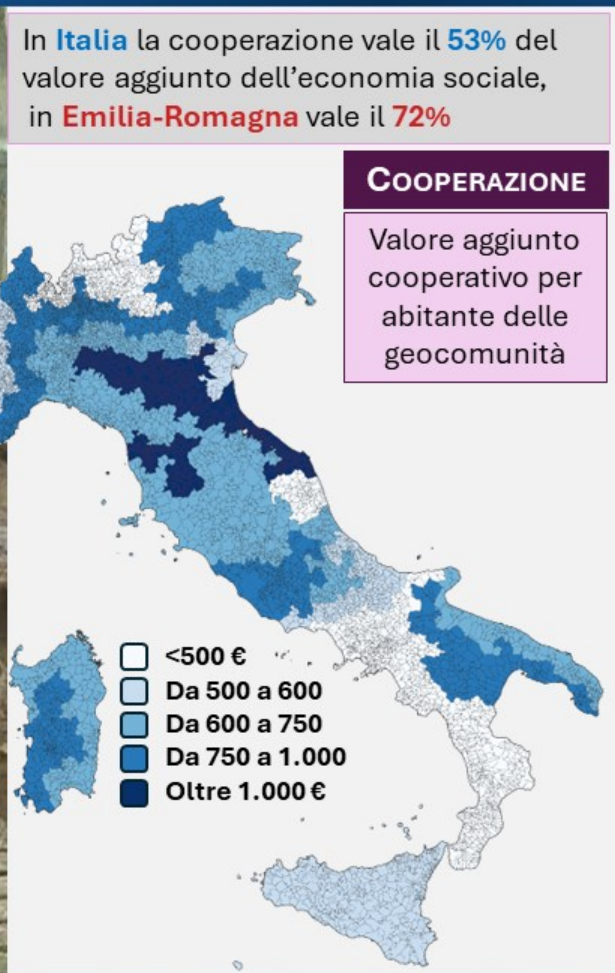 In Italia la cooperazione vale il 53% del
valore aggiunto dell'economia sociale,
in Emilia-Romagna vale il 72%
COOPERAZIONE
Valore aggiunto
cooperativo per
abitante delle
geocomunità
<500 €
Da 500 a 600
Da 600 a 750
Da 750 a 1.000
Oltre 1.000 €